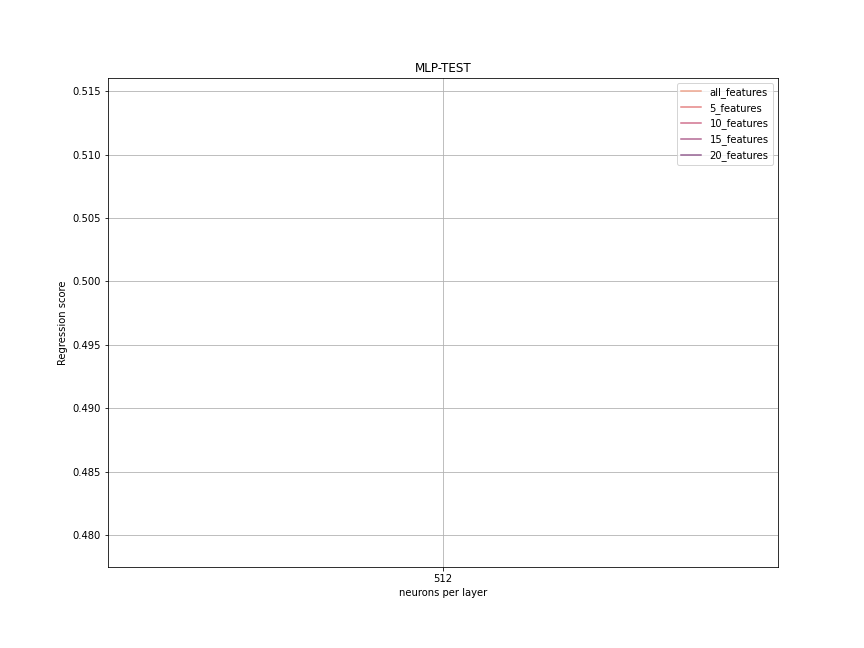 MLP-TEST
0.515
0.510
0.505
0.500
0.495
0.490
0.485
0.480
Regression score
all_features
5_features
10_features
15_features
20_features
512
neurons per layer